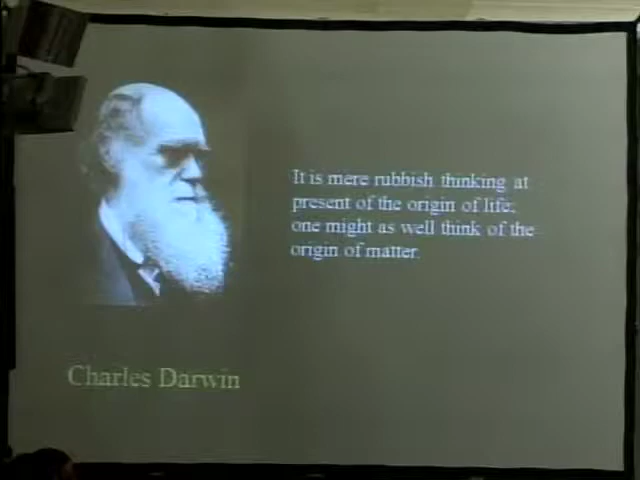 It is mere rubbish thinking at
present of the origin of life;
one might as well think of the
origin of matter.
Charles Darwin